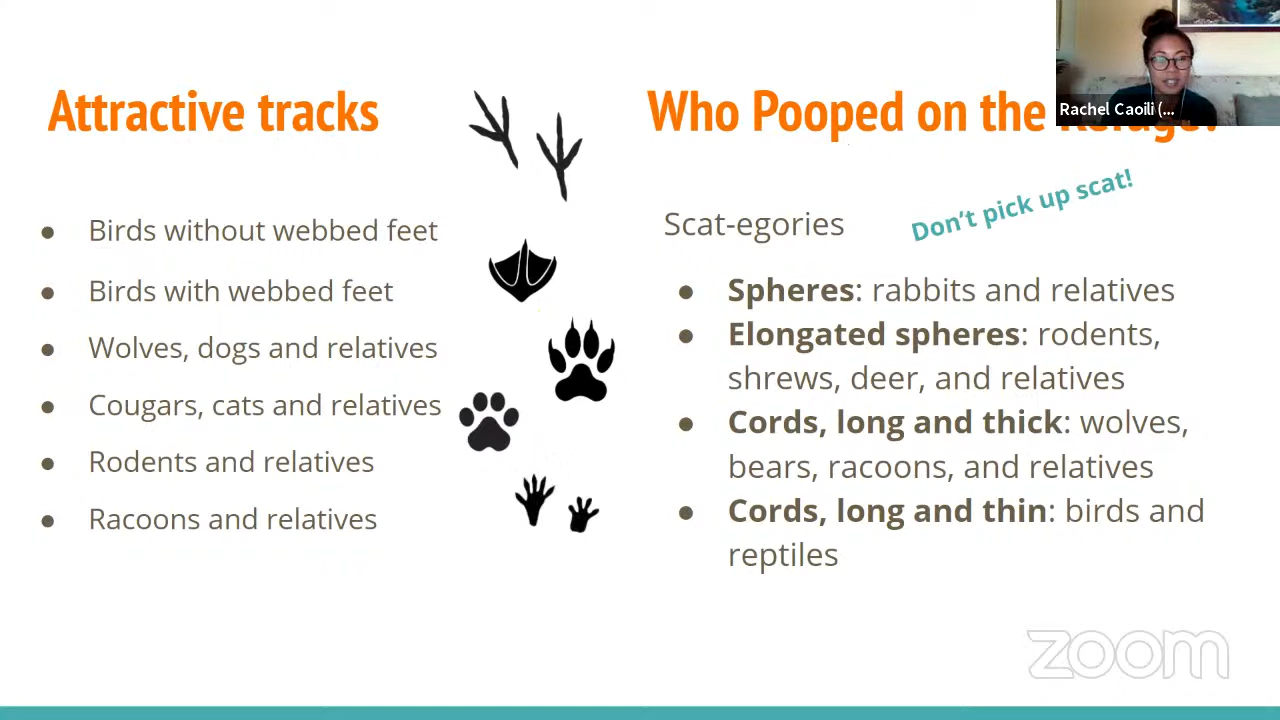 Attractive tracks
Birds without webbed feet
Birds with webbed feet
Wolves, dogs and relatives
Cougars, cats and relatives
Rodents and relatives
Racoons and relatives
Who Pooped on the
Don't pick up scat!
Scat-egories
Spheres: rabbits and relatives
Elongated spheres: rodents,
shrews, deer, and relatives
Cords, long and thick: wolves,
bears, racoons, and relatives
Cords, long and thin: birds and
reptiles
Rachel Caoili (...
zoom